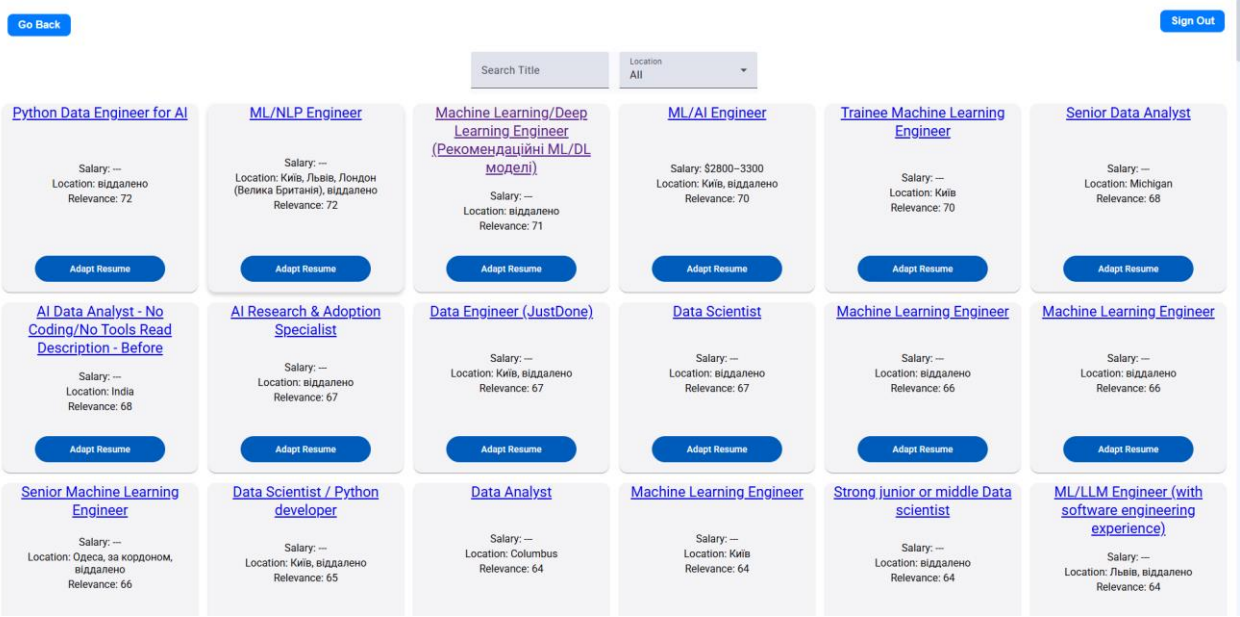 Go Back
Sign Out
Search Title
Location
All
Python Data Engineer for AI
Salary: ---
Location: віддалено
Relevance: 72
Adapt Resume
ML/NLP Engineer
Salary: ---
Location: Київ, Львів, Лондон
(Велика Британія), віддалено
Relevance: 72
Adapt Resume
Machine Learning/Deep
Learning Engineer
(Рекомендаційні ML/DL
моделі)
Salary: ---
Location: віддалено
Relevance: 71
Adapt Resume
ML/AI Engineer
Salary: $2800–3300
Location: Київ, віддалено
Relevance: 70
Adapt Resume
Trainee Machine Learning
Engineer
Salary: ---
Location: Київ
Relevance: 70
Adapt Resume
Senior Data Analyst
Salary: ---
Location: Michigan
Relevance: 68
Adapt Resume
AI Data Analyst - No
Coding/No Tools Read
Description - Before
Salary: ---
Location: India
Relevance: 68
Adapt Resume
AI Research & Adoption
Specialist
Salary: ---
Location: віддалено
Relevance: 67
Adapt Resume
Data Engineer (JustDone)
Salary: ---
Location: Київ, віддалено
Relevance: 67
Adapt Resume
Data Scientist
Salary: ---
Location: віддалено
Relevance: 67
Adapt Resume
Machine Learning Engineer
Salary: ---
Location: віддалено
Relevance: 66
Adapt Resume
Machine Learning Engineer
Salary: ---
Location: віддалено
Relevance: 66
Adapt Resume
Senior Machine Learning
Engineer
Salary: ---
Location: Одеса, за кордоном,
віддалено
Relevance: 66
Data Scientist / Python
developer
Salary: ---
Location: Київ, віддалено
Relevance: 65
Data Analyst
Salary: ---
Location: Columbus
Relevance: 64
Machine Learning Engineer
Salary: ---
Location: Київ
Relevance: 64
Strong junior or middle Data
scientist
Salary: ---
Location: віддалено
Relevance: 64
ML/LLM Engineer (with
software engineering
experience)
Salary: ---
Location: Львів, віддалено
Relevance: 64